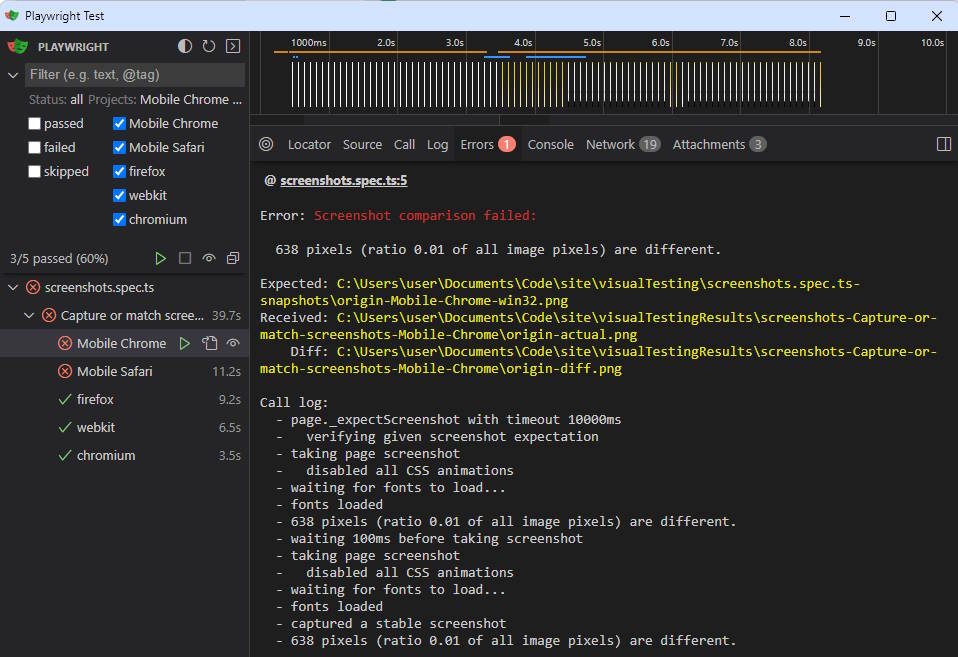 Playwright Test
PLAYWRIGHT
Filter (e.g. text, @tag)
Status: all Projects: Mobile Chrome ...
passed
Mobile Chrome
failed
Mobile Safari
skipped
firefox
webkit
chromium
3/5 passed (60%)
screenshots.spec.ts
Capture or match scree... 39.7s
Mobile Chrome
Mobile Safari 11.2s
firefox 9.2s
webkit 6.5s
chromium 3.5s
1000ms 2.0s 3.0s 4.0s 5.0s 6.0s 7.0s 8.0s 9.0s 10.0s
Locator Source Call Log Errors 1 Console Network 19 Attachments 3
@ screenshots.spec.ts:5
Error: Screenshot comparison failed:
638 pixels (ratio 0.01 of all image pixels) are different.
Expected: C:\Users\user\Documents\Code\site\visualTesting\screenshots.spec.ts-
snapshots\origin-Mobile-Chrome-win32.png
Received: C:\Users\user\Documents\Code\site\visualTestingResults\screenshots-Capture-or-
match-screenshots-Mobile-Chrome\origin-actual.png
Diff: C:\Users\user\Documents\Code\site\visualTestingResults\screenshots-Capture-or-
match-screenshots-Mobile-Chrome\origin-diff.png
Call log:
- page._expectScreenshot with timeout 10000ms
-   verifying given screenshot expectation
- taking page screenshot
-   disabled all CSS animations
- waiting for fonts to load...
- fonts loaded
- 638 pixels (ratio 0.01 of all image pixels) are different.
- waiting 100ms before taking screenshot
- taking page screenshot
-   disabled all CSS animations
- waiting for fonts to load...
- fonts loaded
- captured a stable screenshot
- 638 pixels (ratio 0.01 of all image pixels) are different.